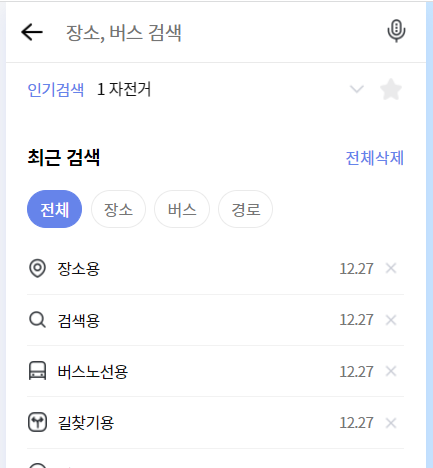 장소, 버스 검색
인기검색 1 자전거
최근 검색 전체삭제
전체 장소 버스 경로
장소용 12.27
검색용 12.27
버스노선용 12.27
길찾기용 12.27